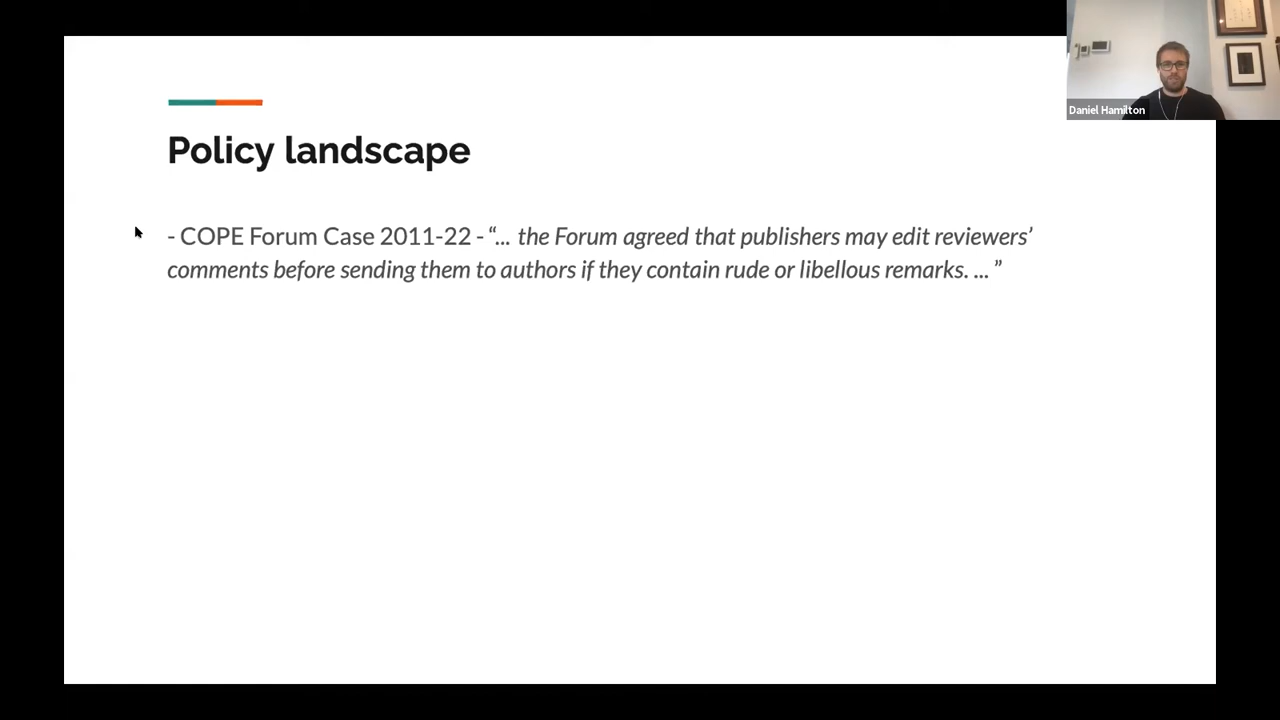 Daniel Hamilton
Policy landscape
- COPE Forum Case 2011-22 - “... the Forum agreed that publishers may edit reviewers’
comments before sending them to authors if they contain rude or libellous remarks. ... ”